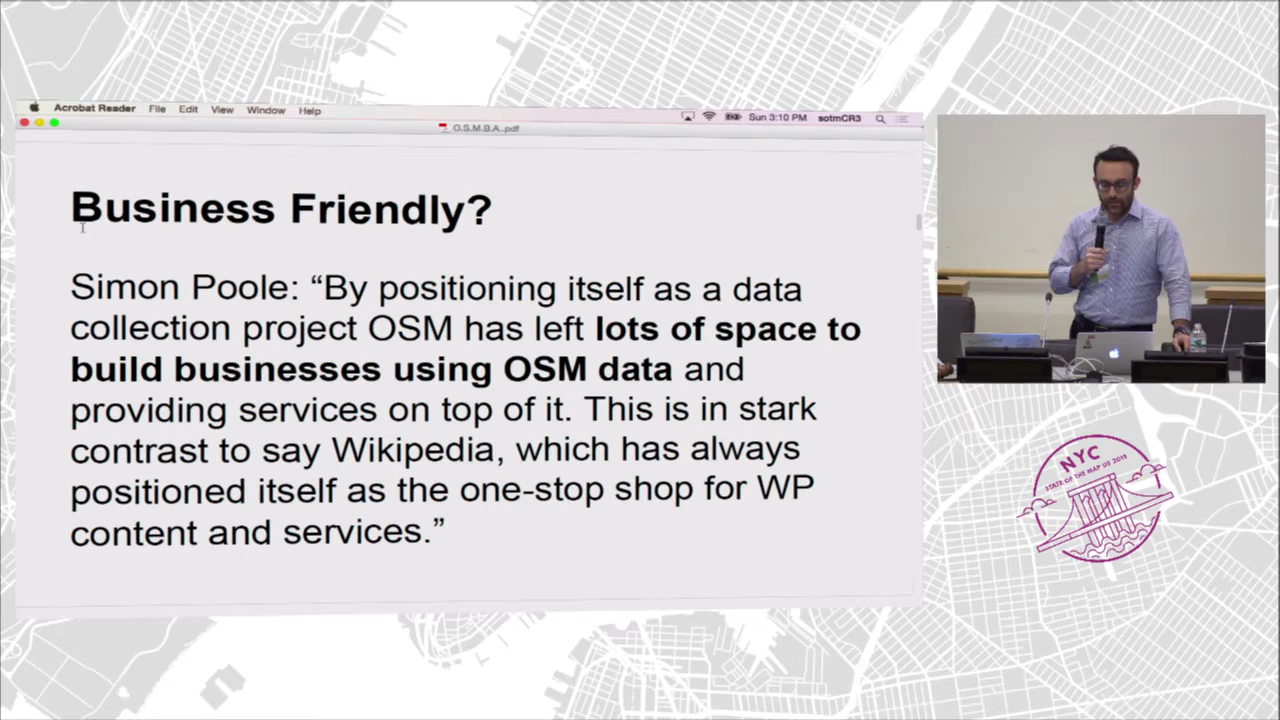 Acrobat Reader File Edit View Window Help
Sun 3:10 PM sotmCR3
O.S.M.B.A..pdf
Business Friendly?
Simon Poole: “By positioning itself as a data
collection project OSM has left lots of space to
build businesses using OSM data and
providing services on top of it. This is in stark
contrast to say Wikipedia, which has always
positioned itself as the one-stop shop for WP
content and services.”
NYC
STATE OF THE MAP US 2015